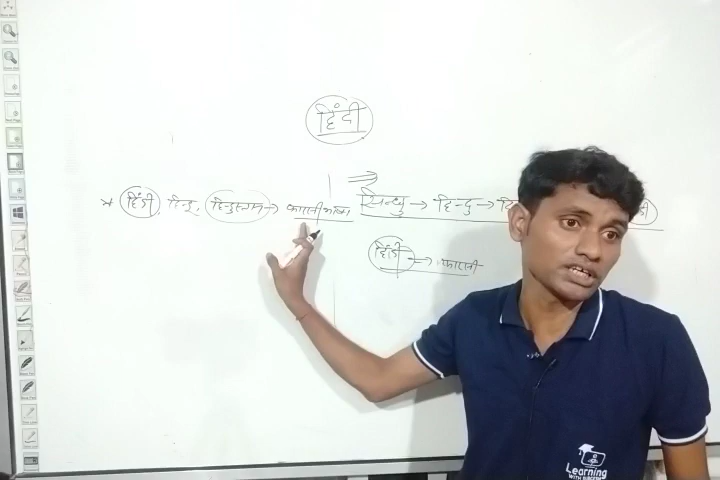 हिंदी
* हिंदी, हिन्दू, हिन्दुस्तान → फारसी सिन्धु → हिन्दु →
हिंदी → फारसी
Learning